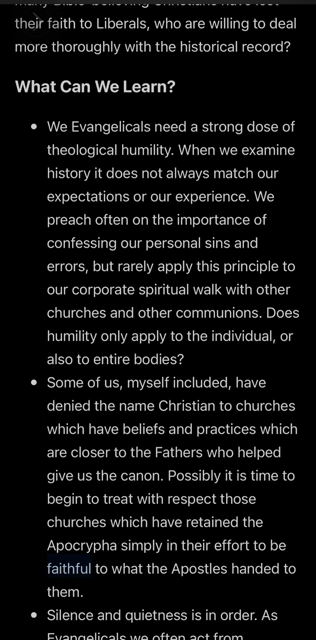 many Bible-believing Christians have lost
their faith to Liberals, who are willing to deal
more thoroughly with the historical record?
What Can We Learn?
• We Evangelicals need a strong dose of
theological humility. When we examine
history it does not always match our
expectations or our experience. We
preach often on the importance of
confessing our personal sins and
errors, but rarely apply this principle to
our corporate spiritual walk with other
churches and other communions. Does
humility only apply to the individual, or
also to entire bodies?
• Some of us, myself included, have
denied the name Christian to churches
which have beliefs and practices which
are closer to the Fathers who helped
give us the canon. Possibly it is time to
begin to treat with respect those
churches which have retained the
Apocrypha simply in their effort to be
faithful to what the Apostles handed to
them.
• Silence and quietness is in order. As
Evangelicals we often act from